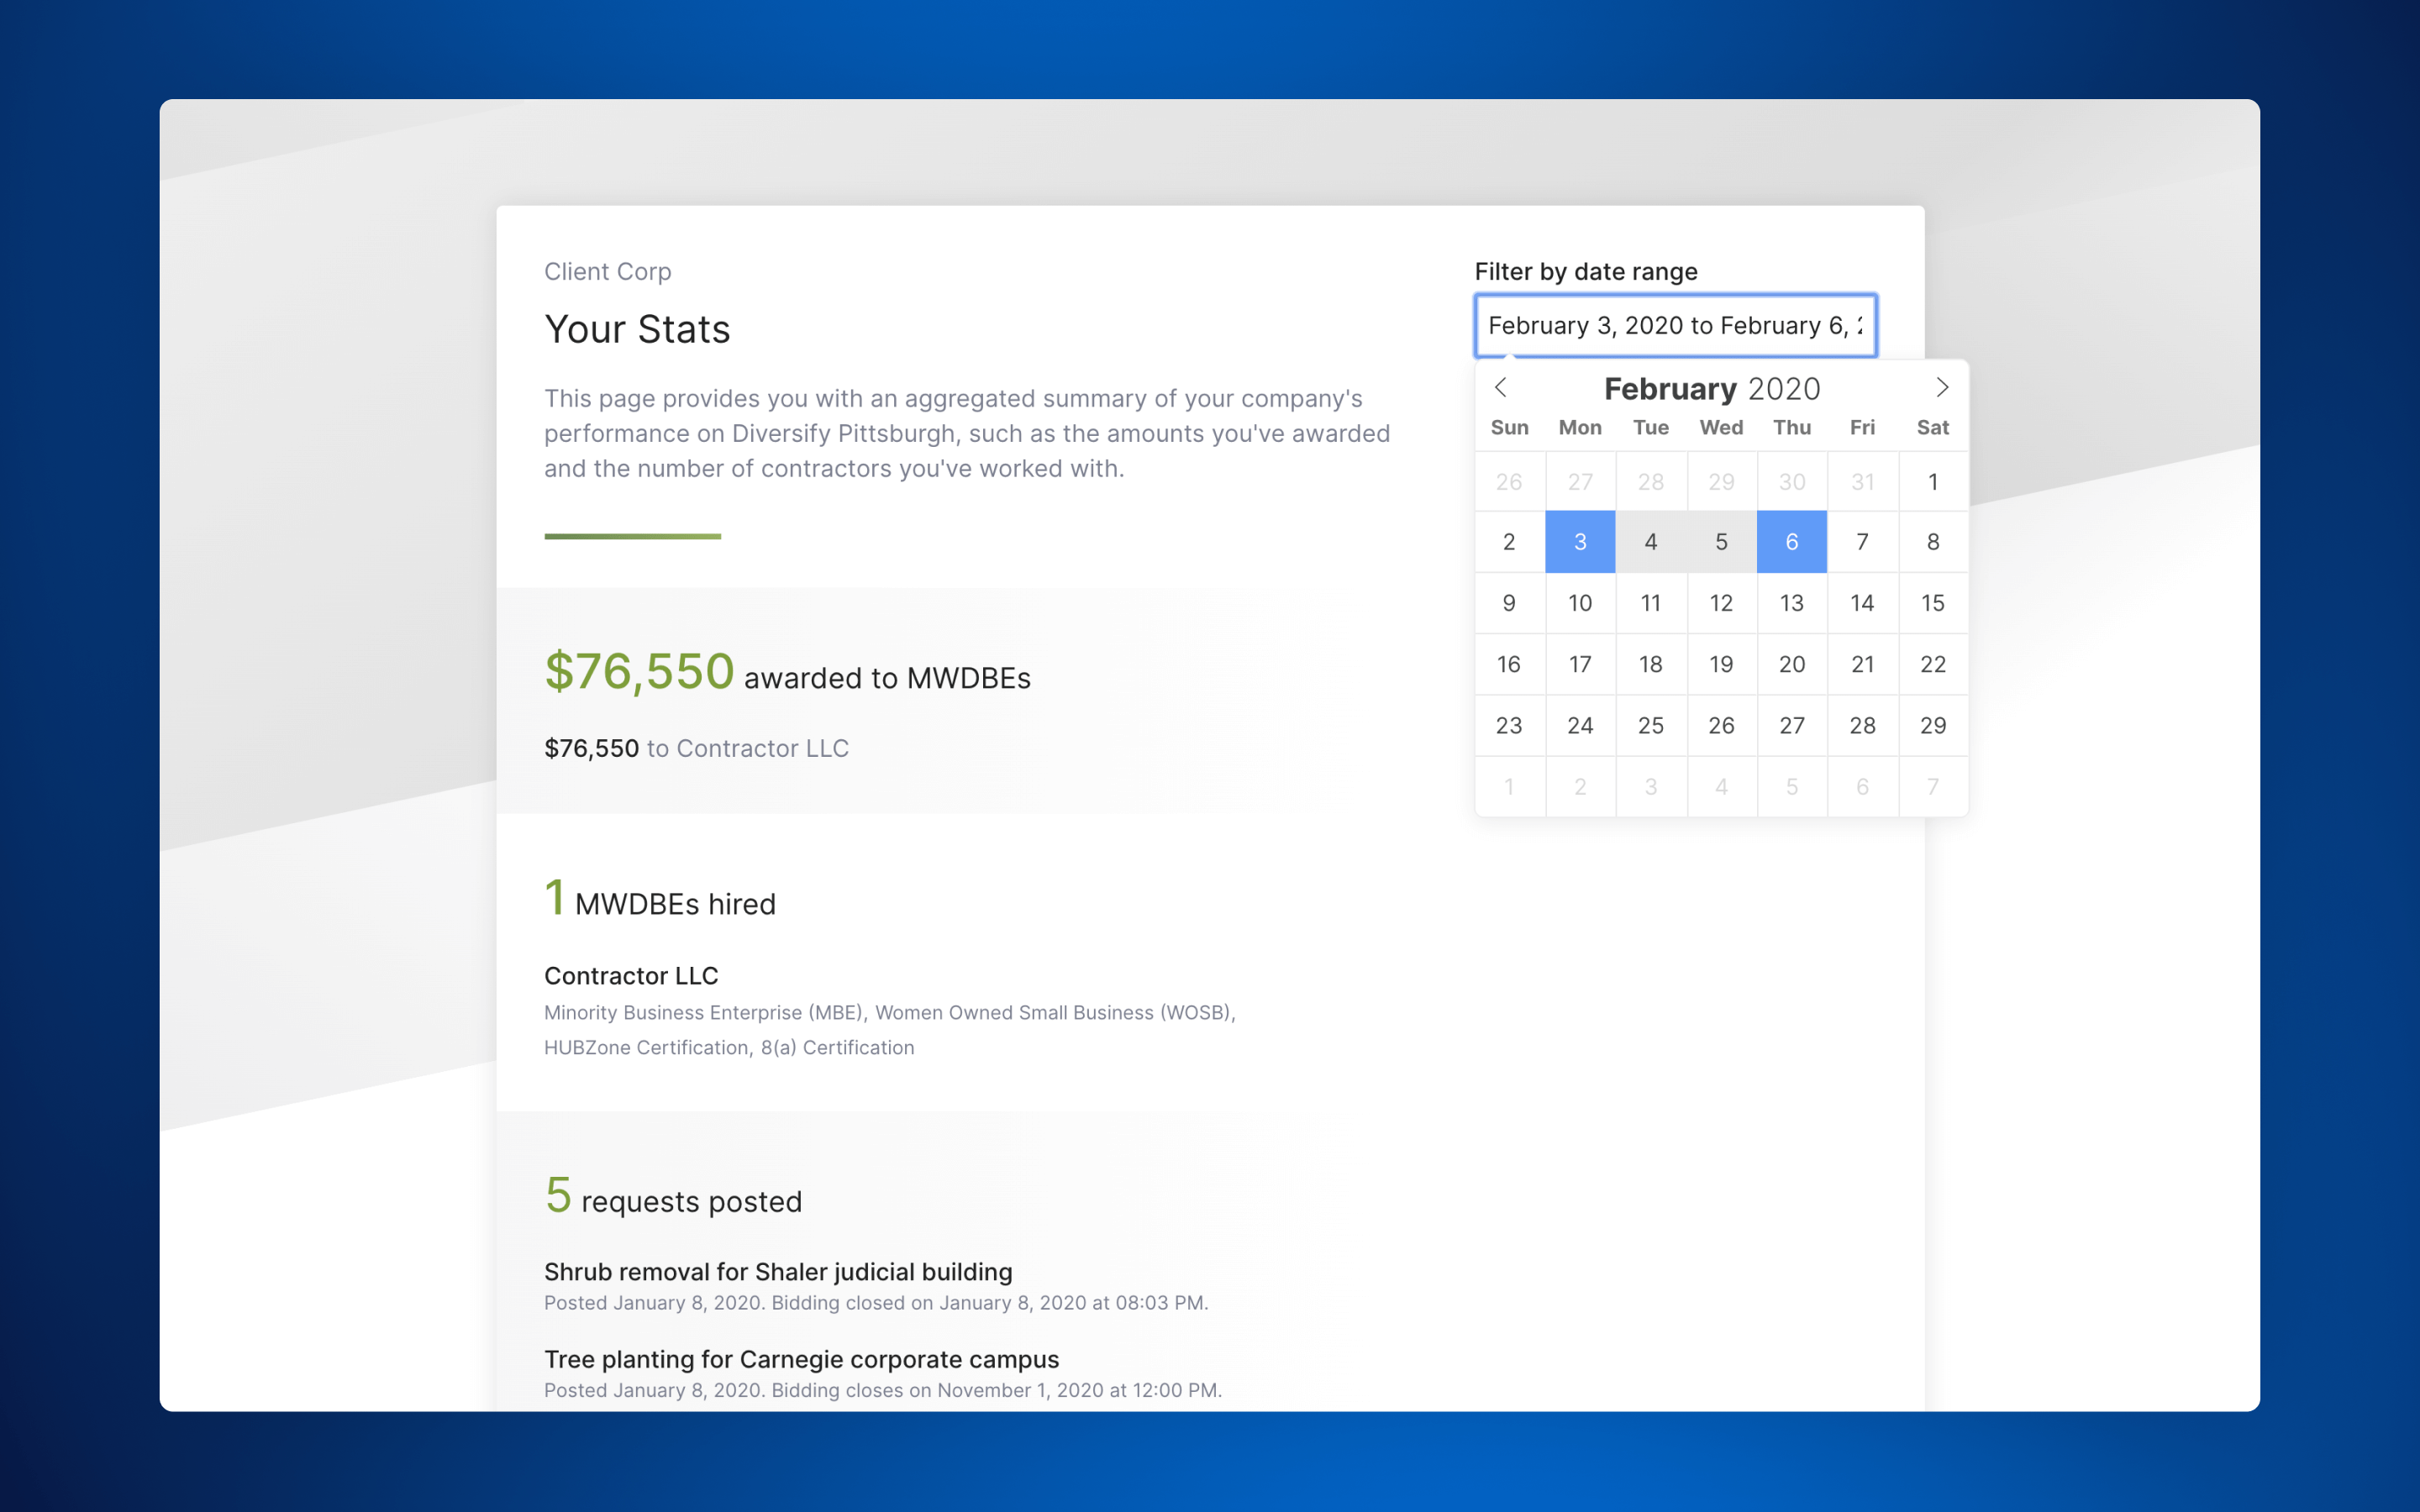 Client Corp
Your Stats
This page provides you with an aggregated summary of your company's
performance on Diversify Pittsburgh, such as the amounts you've awarded
and the number of contractors you've worked with.
Filter by date range
February 3, 2020 to February 6,
February 2020
Sun Mon Tue Wed Thu Fri Sat
26 27 28 29 30 31 1
2 3 4 5 6 7 8
9 10 11 12 13 14 15
16 17 18 19 20 21 22
23 24 25 26 27 28 29
1 2 3 4 5 6 7
$76,550 awarded to MWDBEs
$76,550 to Contractor LLC
1 MWDBEs hired
Contractor LLC
Minority Business Enterprise (MBE), Women Owned Small Business (WOSB),
HUBZone Certification, 8(a) Certification
5 requests posted
Shrub removal for Shaler judicial building
Posted January 8, 2020. Bidding closed on January 8, 2020 at 08:03 PM.
Tree planting for Carnegie corporate campus
Posted January 8, 2020. Bidding closes on November 1, 2020 at 12:00 PM.